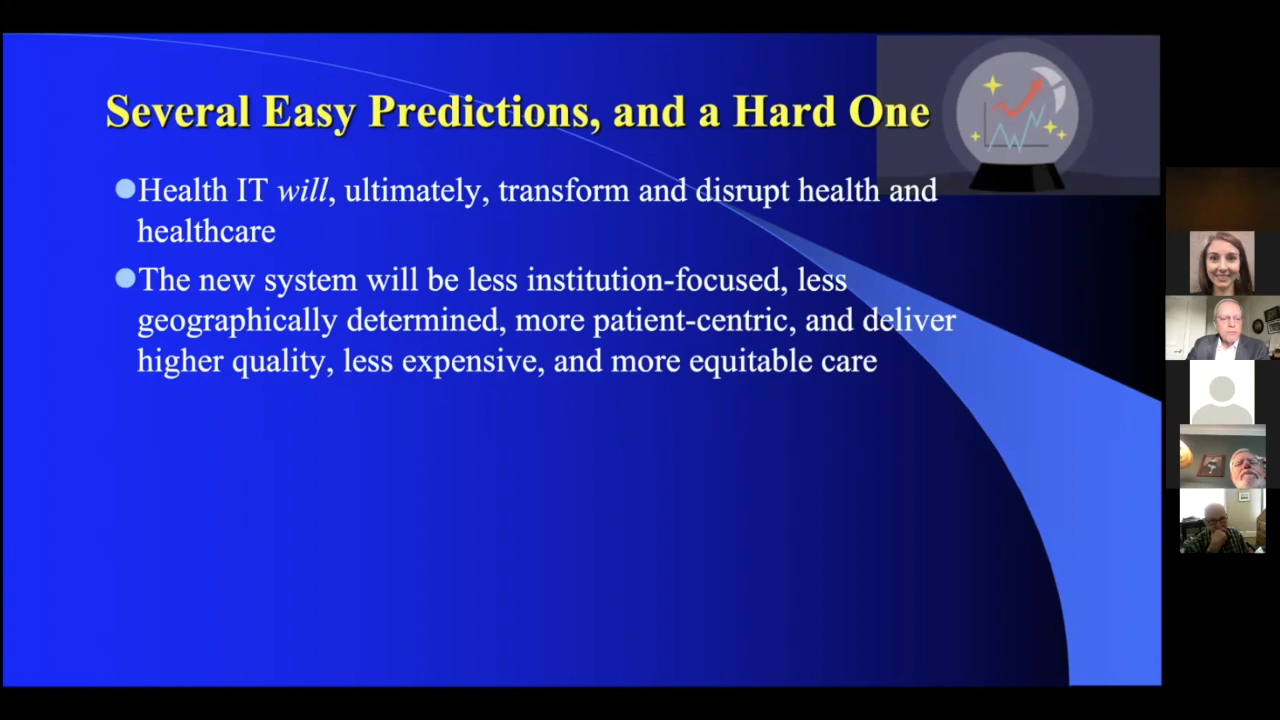 Several Easy Predictions, and a Hard One
Health IT will, ultimately, transform and disrupt health and
healthcare
The new system will be less institution-focused, less
geographically determined, more patient-centric, and deliver
higher quality, less expensive, and more equitable care